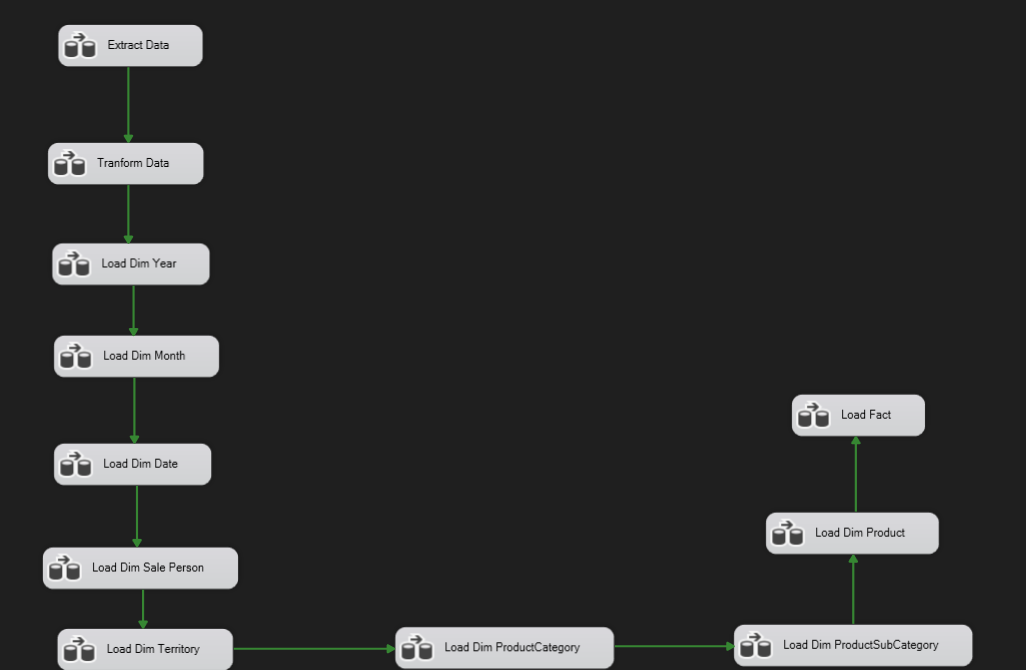 Extract Data
Tranform Data
Load Dim Year
Load Dim Month
Load Dim Date
Load Dim Sale Person
Load Dim Territory
Load Dim ProductCategory
Load Dim ProductSubCategory
Load Dim Product
Load Fact